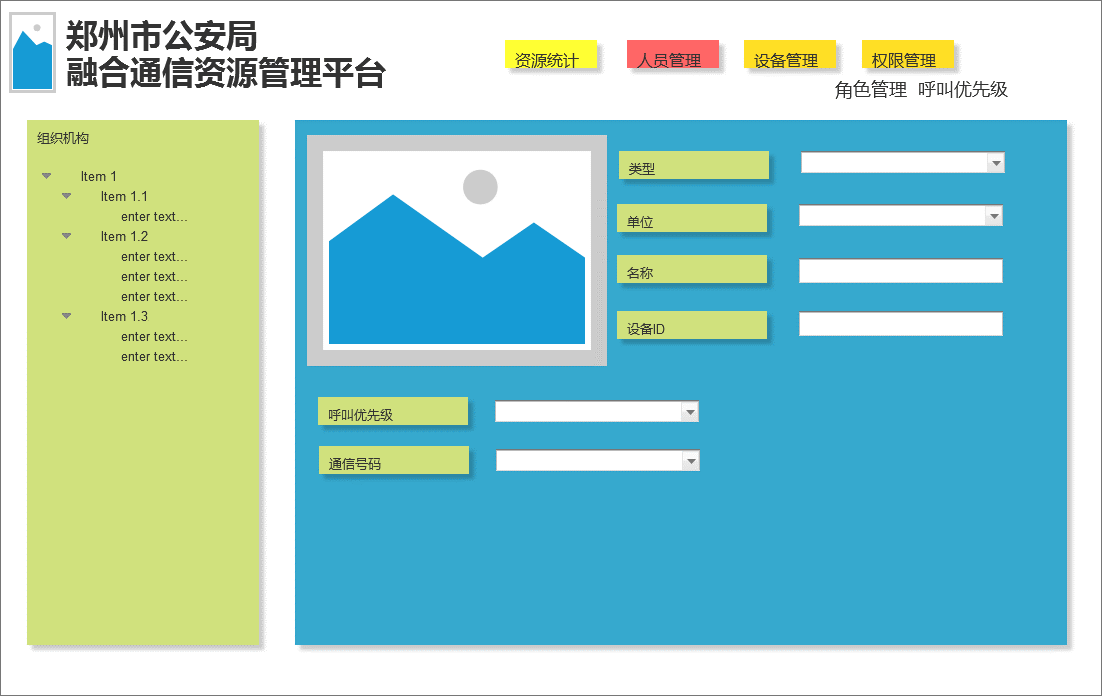 郑州市公安局
融合通信资源管理平台
资源统计 人员管理 设备管理 权限管理
角色管理 呼叫优先级
组织机构
Item 1
Item 1.1
enter text...
Item 1.2
enter text...
enter text...
enter text...
Item 1.3
enter text...
enter text...
类型
单位
名称
设备ID
呼叫优先级
通信号码